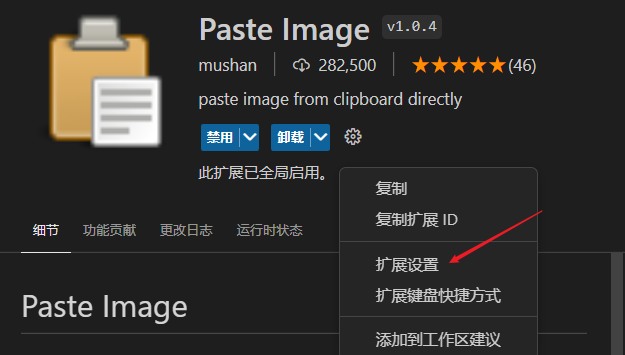 Paste Image v1.0.4
mushan 282,500 (46)
paste image from clipboard directly
禁用 卸载
此扩展已全局启用。
复制
复制扩展 ID
细节 功能贡献 更改日志 运行时状态
扩展设置
扩展键盘快捷方式
Paste Image
添加到工作区建议